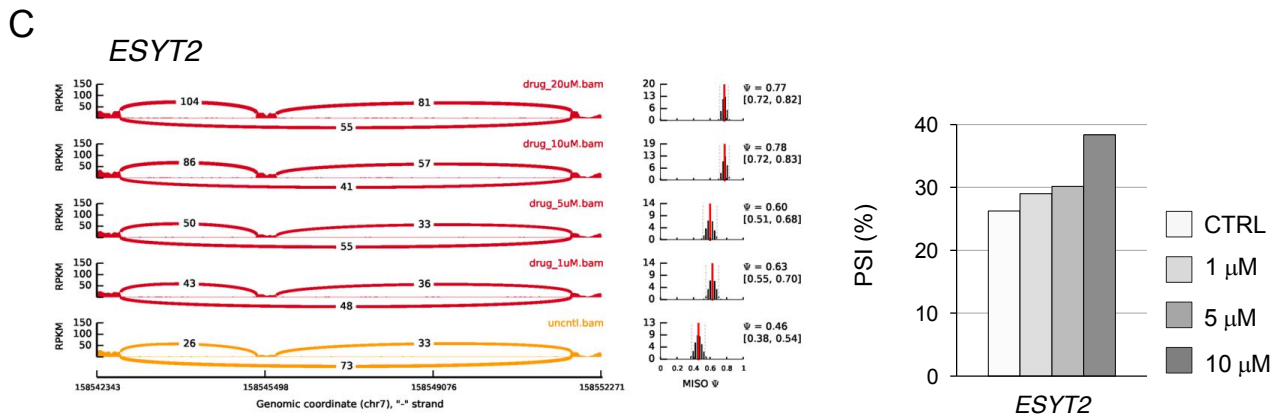 C
ESYT2
RPKM
150
100
50
drug_20uM.bam
104
81
55
20
13
6
0
Ψ = 0.77
[0.72, 0.82]
RPKM
150
100
50
drug_10uM.bam
86
57
41
19
13
6
0
Ψ = 0.78
[0.72, 0.83]
RPKM
150
100
50
drug_5uM.bam
50
33
55
14
9
4
0
Ψ = 0.60
[0.51, 0.68]
RPKM
150
100
50
drug_1uM.bam
43
36
48
14
9
4
0
Ψ = 0.63
[0.55, 0.70]
RPKM
150
100
50
uncntl.bam
26
33
73
13
8
4
0
Ψ = 0.46
[0.38, 0.54]
158542343 158545498 158549076 158552271
Genomic coordinate (chr7), "-" strand
0 0.2 0.4 0.6 0.8 1
MISO Ψ
PSI (%)
40
30
20
10
0
ESYT2
CTRL
1 μM
5 μM
10 μM